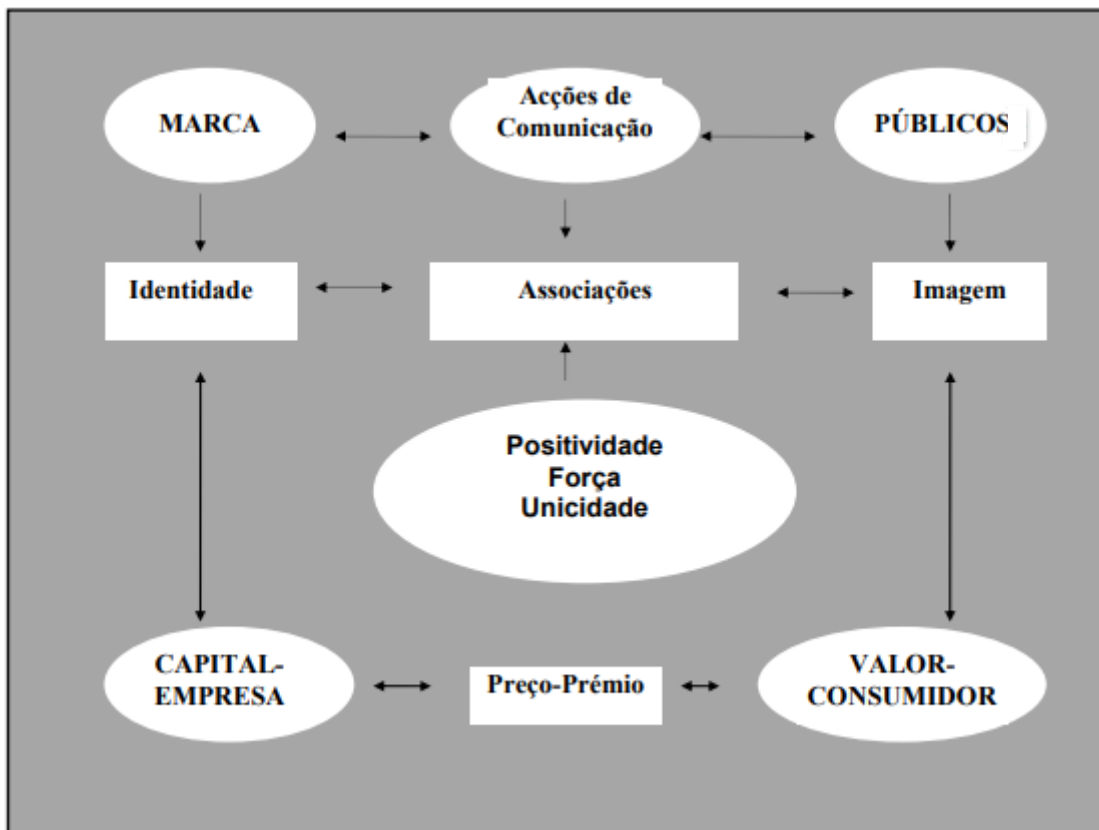 MARCA
Acções de
Comunicação
PÚBLICOS
Identidade
Associações
Imagem
Positividade
Força
Unicidade
CAPITAL-
EMPRESA
Preço-Prémio
VALOR-
CONSUMIDOR